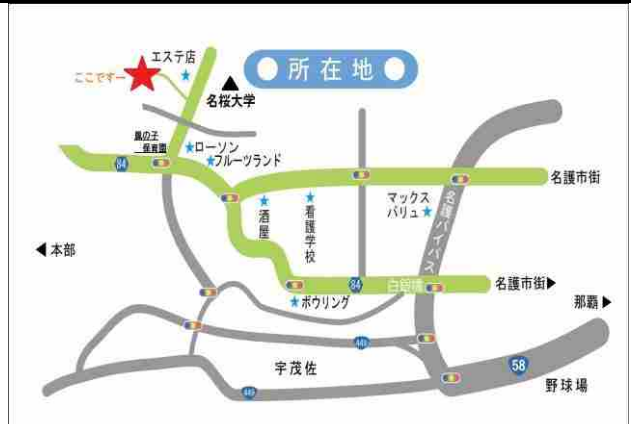 所在地
エステ店
ここですー
名桜大学
風の子
保育園
ローソン
フルーツランド
84
名護市街
マックス
バリュ
名護バイパス
酒屋
看護学校
本部
白銀橋
84
名護市街
那覇
ボウリング
449
宇茂佐
58
449
野球場